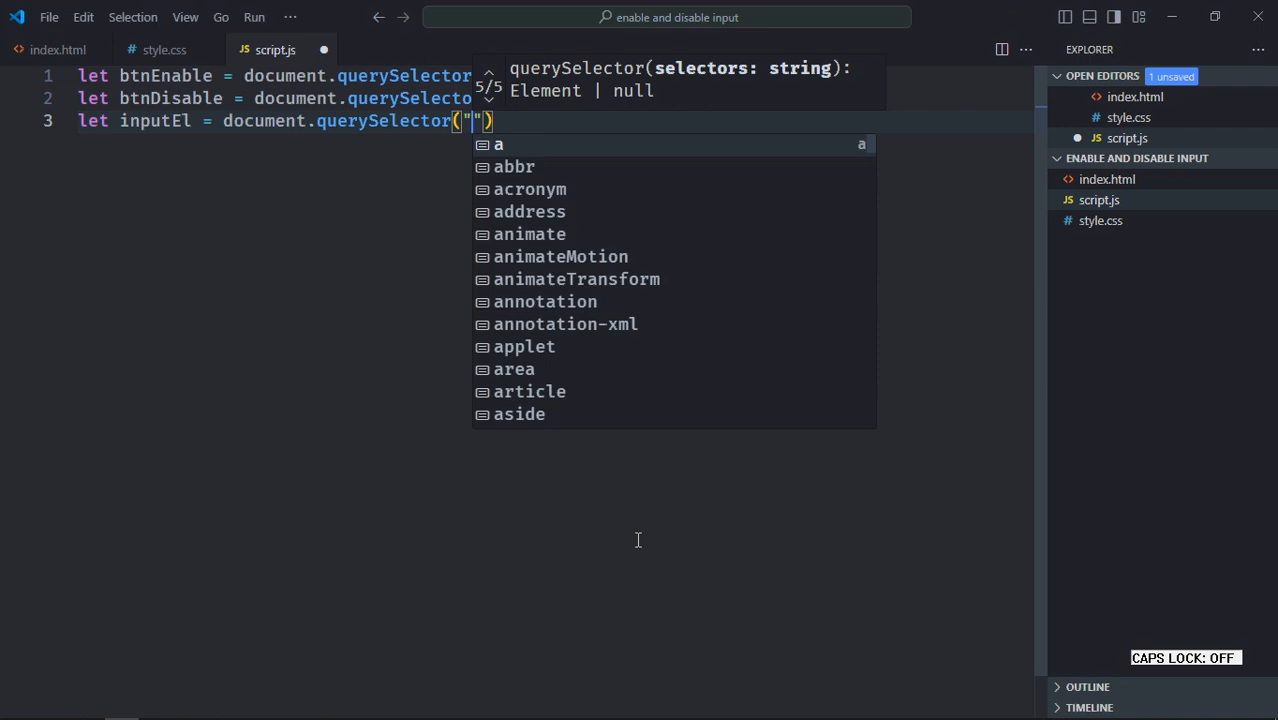 File Edit Selection View Go Run ··· enable and disable input
index.html style.css script.js
EXPLORER
1 let btnEnable = document.querySelector
2 let btnDisable = document.querySelecto
3 let inputEl = document.querySelector("")
5/5 querySelector(selectors: string):
Element | null
a a
abbr
acronym
address
animate
animateMotion
animateTransform
annotation
annotation-xml
applet
area
article
aside
OPEN EDITORS 1 unsaved
index.html
style.css
script.js
ENABLE AND DISABLE INPUT
index.html
JS script.js
# style.css
CAPS LOCK: OFF
OUTLINE
TIMELINE